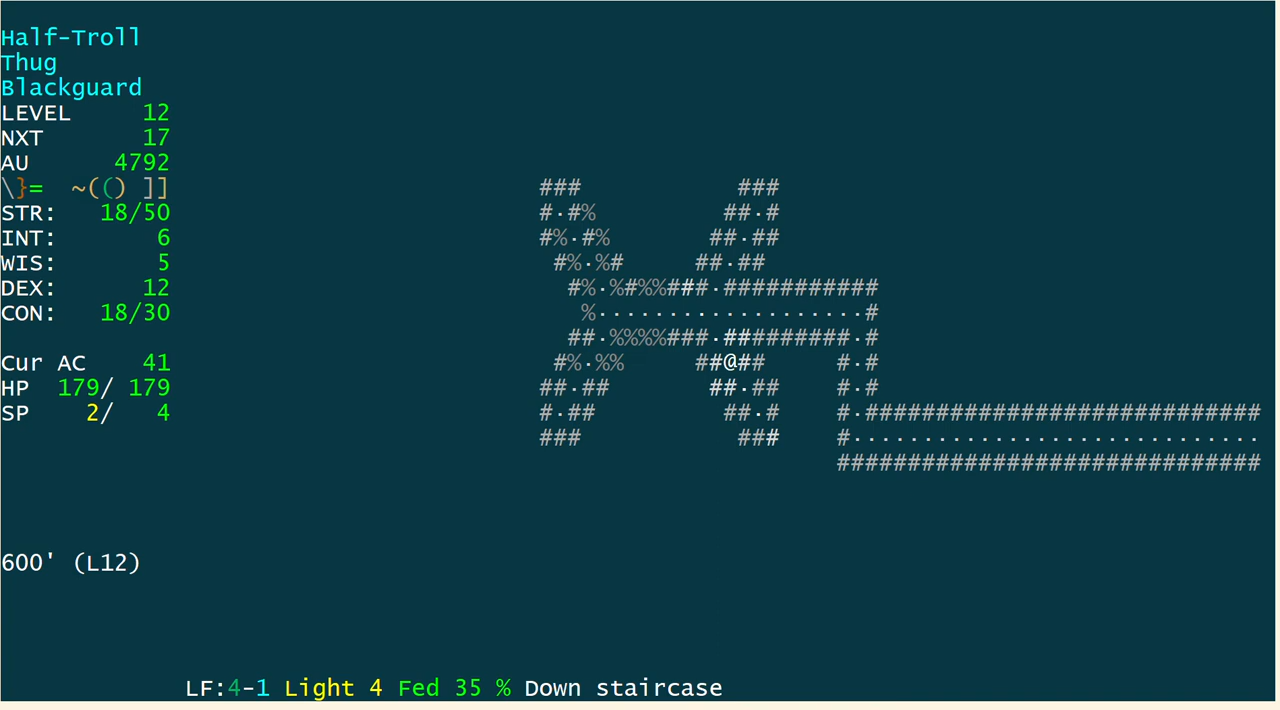 Half-Troll
Thug
Blackguard
LEVEL 12
NXT 17
AU 4792
\}= ~(() ]]
STR: 18/50
INT: 6
WIS: 5
DEX: 12
CON: 18/30
Cur AC 41
HP 179/ 179
SP 2/ 4
600' (L12)
LF:4-1 Light 4 Fed 35 % Down staircase